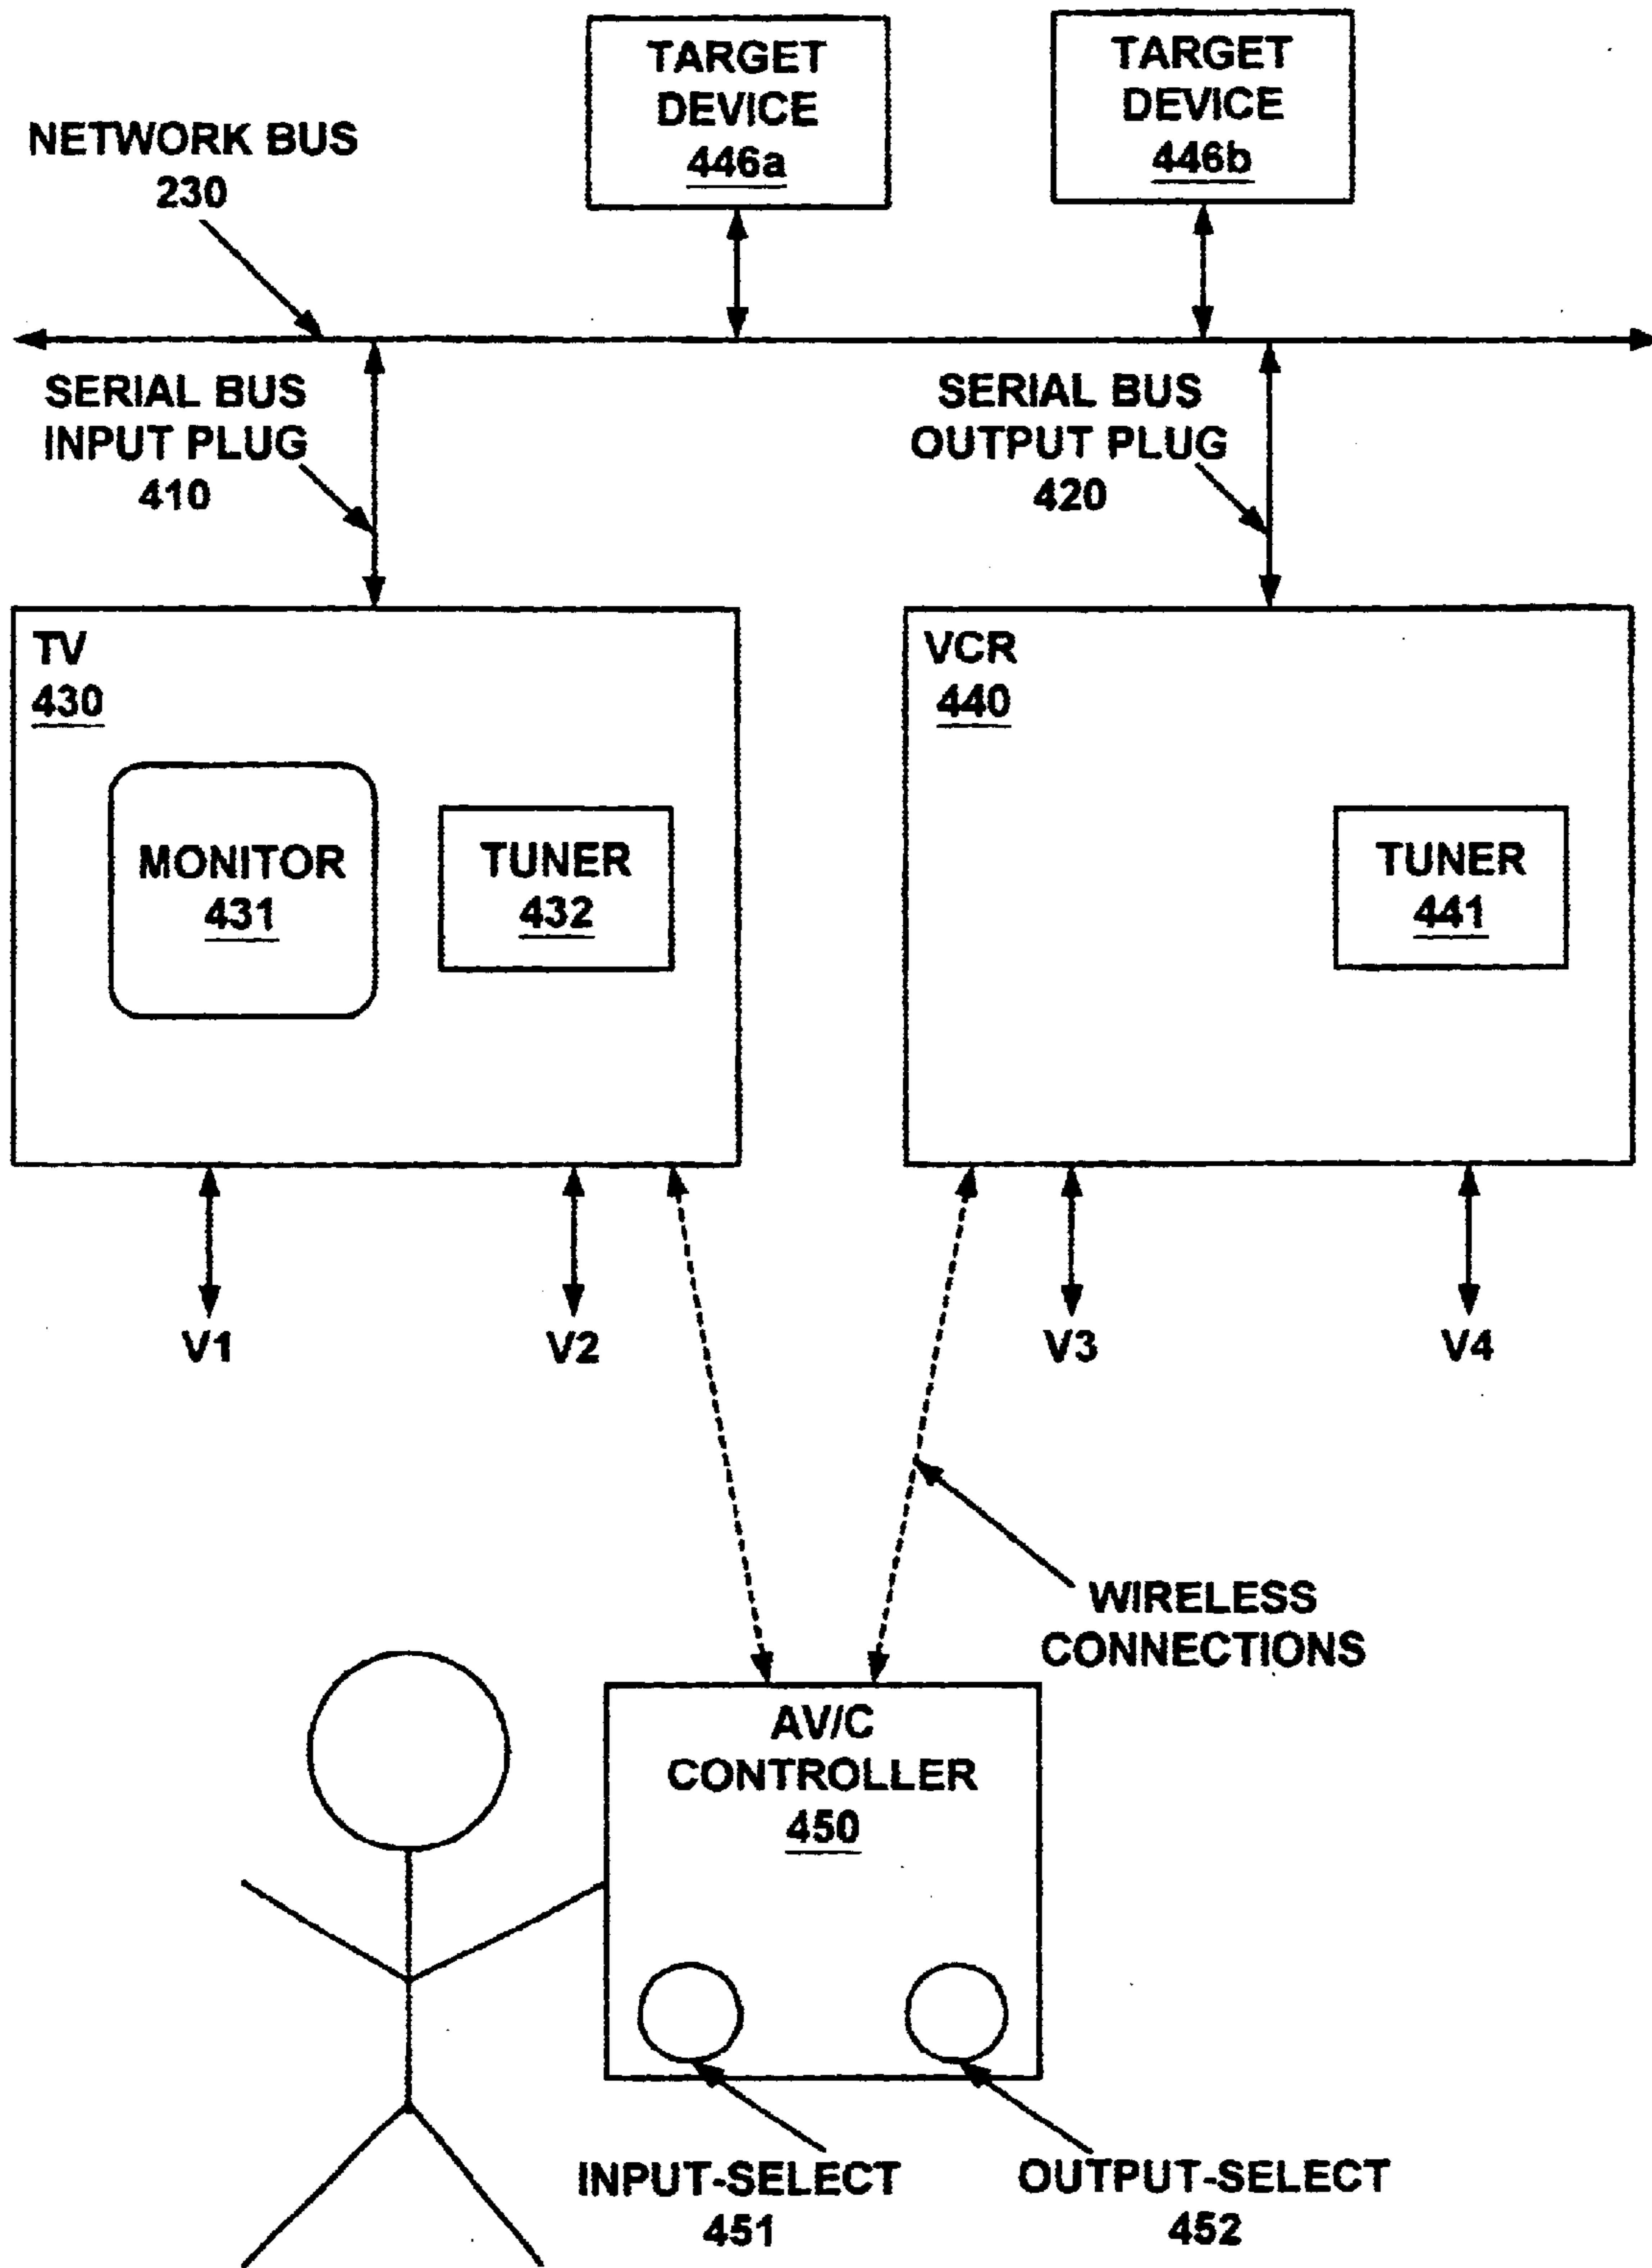 TARGET
DEVICE
446a
TARGET
DEVICE
446b
NETWORK BUS
230
SERIAL BUS
INPUT PLUG
410
SERIAL BUS
OUTPUT PLUG
420
TV
430
MONITOR
431
TUNER
432
VCR
440
TUNER
441
V1
V2
V3
V4
WIRELESS
CONNECTIONS
AV/C
CONTROLLER
450
INPUT-SELECT
451
OUTPUT-SELECT
452